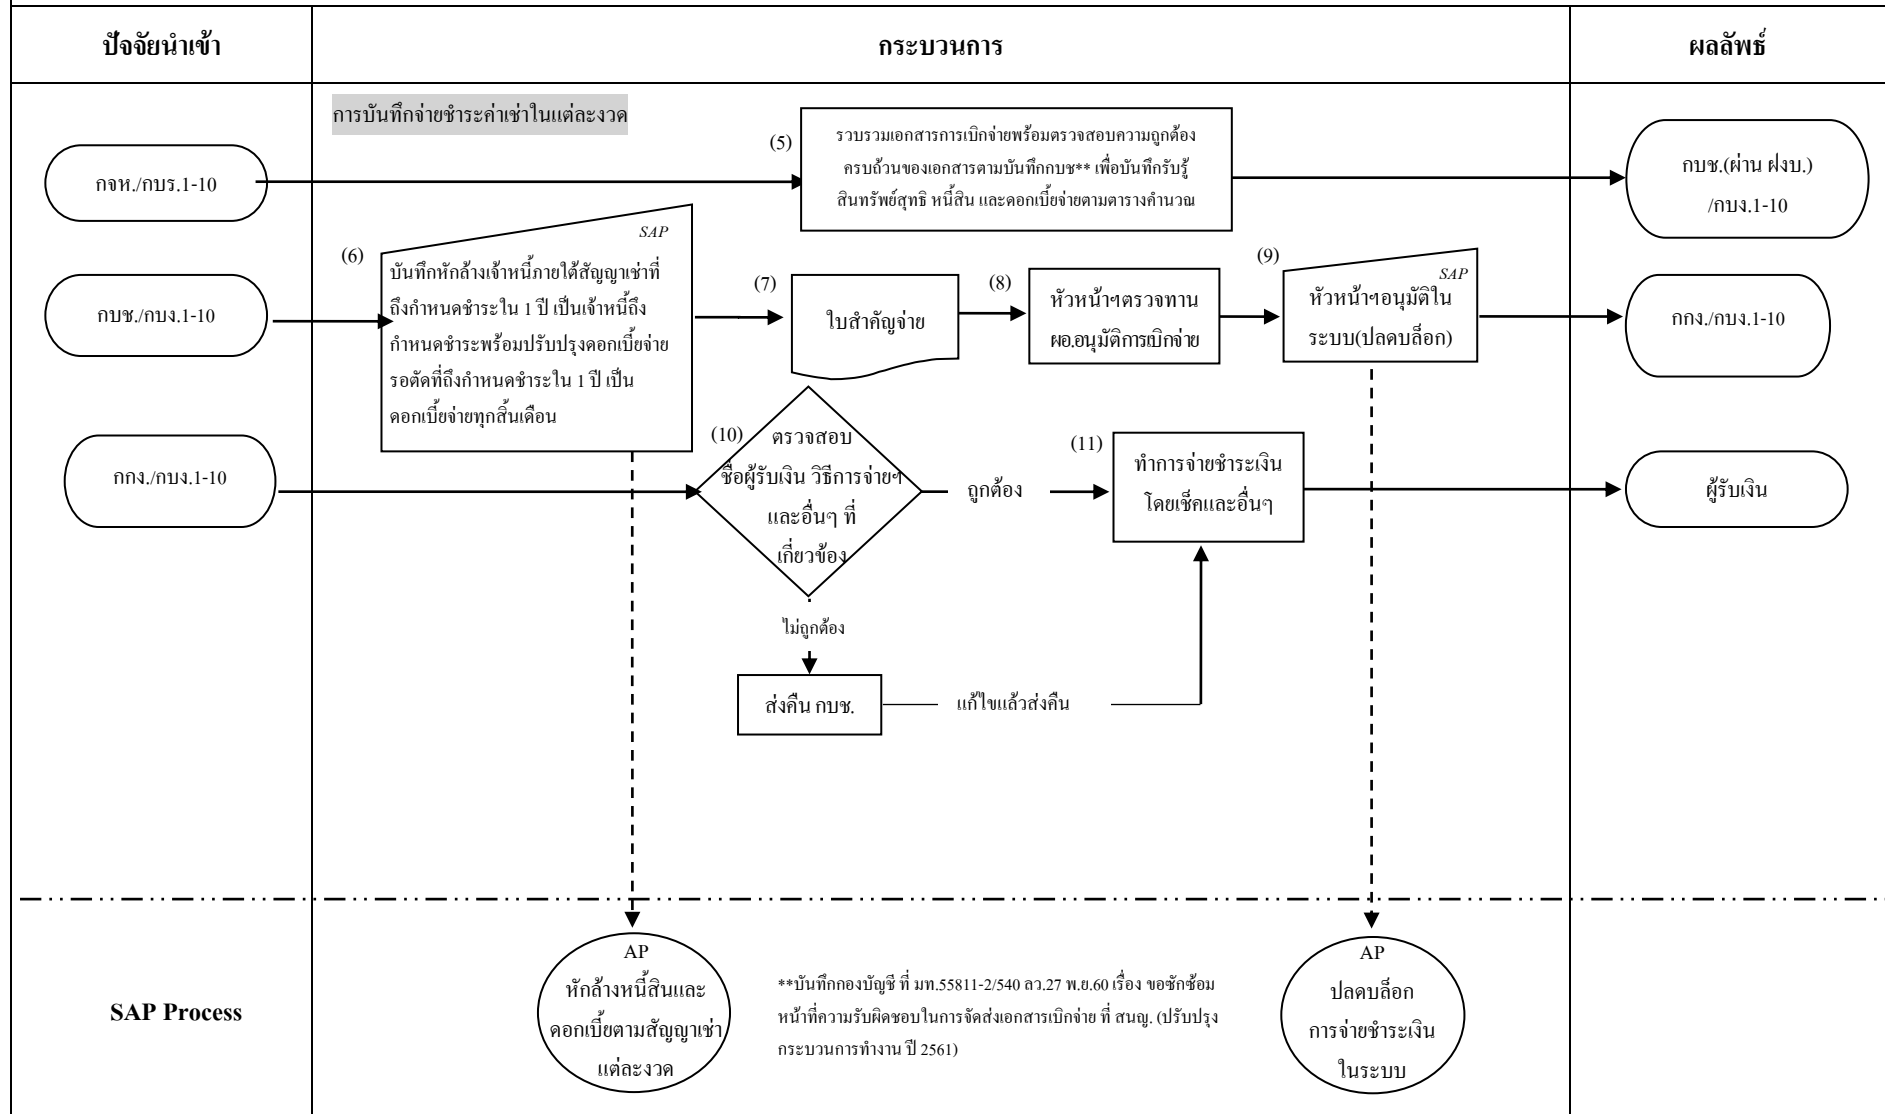 ปัจจัยนำเข้า
กระบวนการ
ผลลัพธ์
การบันทึกจ่ายชำระค่าเช่าในแต่ละงวด
กจห./กบร.1-10
(5)
รวบรวมเอกสารการเบิกจ่ายพร้อมตรวจสอบความถูกต้อง
ครบถ้วนของเอกสารตามบันทึกกบช** เพื่อบันทึกรับรู้
สินทรัพย์สุทธิ หนี้สิน และดอกเบี้ยจ่ายตามตารางคำนวณ
กบช.(ผ่าน ฝงบ.)
/กบง.1-10
กบช./กบง.1-10
(6)
SAP
บันทึกหักล้างเจ้าหนี้ภายใต้สัญญาเช่าที่
ถึงกำหนดชำระใน 1 ปี เป็นเจ้าหนี้ถึง
กำหนดชำระพร้อมปรับปรุงดอกเบี้ยจ่าย
รอตัดที่ถึงกำหนดชำระใน 1 ปี เป็น
ดอกเบี้ยจ่ายทุกสิ้นเดือน
(7)
ใบสำคัญจ่าย
(8)
หัวหน้าฯตรวจทาน
ผอ.อนุมัติการเบิกจ่าย
(9)
SAP
หัวหน้าฯอนุมัติใน
ระบบ(ปลดบล็อก)
กกง./กบง.1-10
กกง./กบง.1-10
(10)
ตรวจสอบ
ชื่อผู้รับเงิน วิธีการจ่ายฯ
และอื่นๆ ที่
เกี่ยวข้อง
ถูกต้อง
(11)
ทำการจ่ายชำระเงิน
โดยเช็คและอื่นๆ
ผู้รับเงิน
ไม่ถูกต้อง
ส่งคืน กบช.
แก้ไขแล้วส่งคืน
SAP Process
AP
หักล้างหนี้สินและ
ดอกเบี้ยตามสัญญาเช่า
แต่ละงวด
**บันทึกกองบัญชี ที่ มท.55811-2/540 ลว.27 พ.ย.60 เรื่อง ขอซักซ้อม
หน้าที่ความรับผิดชอบในการจัดส่งเอกสารเบิกจ่าย ที่ สนญ. (ปรับปรุง
กระบวนการทำงาน ปี 2561)
AP
ปลดบล็อก
การจ่ายชำระเงิน
ในระบบ